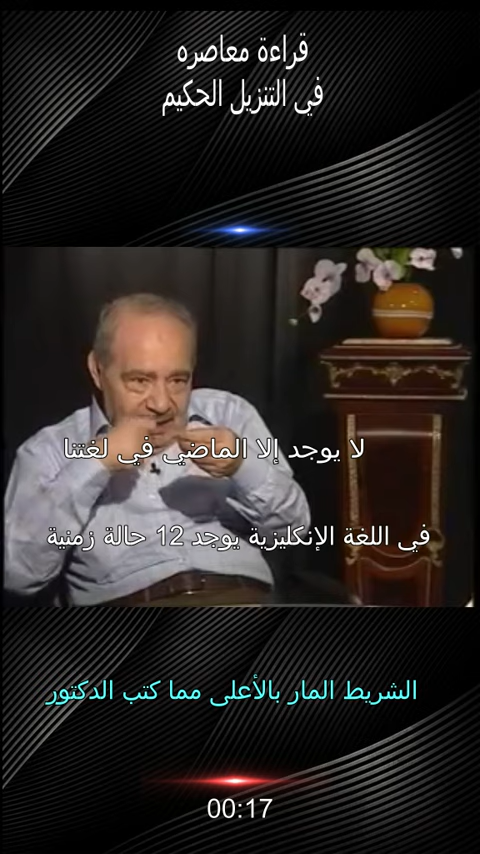 قراءة معاصره
في التنزيل الحكيم
لا يوجد إلا الماضي في لغتنا
في اللغة الإنكليزية يوجد 12 حالة زمنية
الشريط المار بالأعلى مما كتب الدكتور
00:17